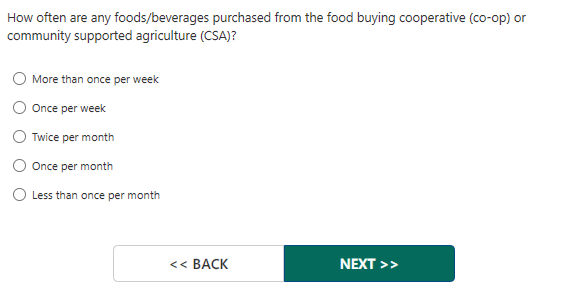 How often are any foods/beverages purchased from the food buying cooperative (co-op) or
community supported agriculture (CSA)?
More than once per week
Once per week
Twice per month
Once per month
Less than once per month
<< BACK
NEXT >>